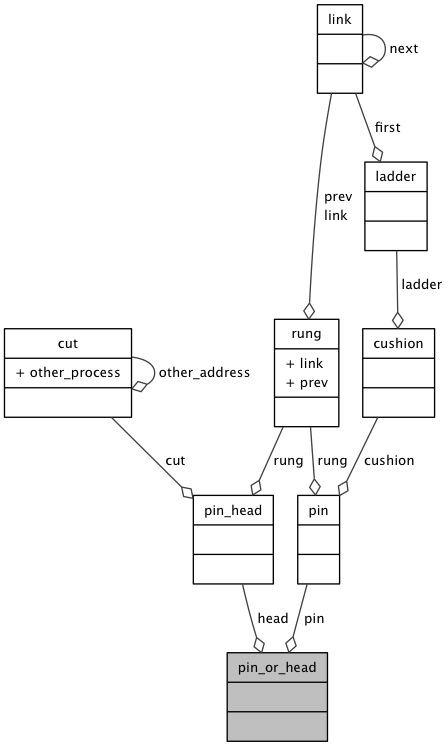 link
next
first
ladder
prev
link
ladder
rung
+ link
+ prev
cushion
cut
+ other_process
other_address
cut
rung
rung
cushion
pin_head
pin
head
pin
pin_or_head